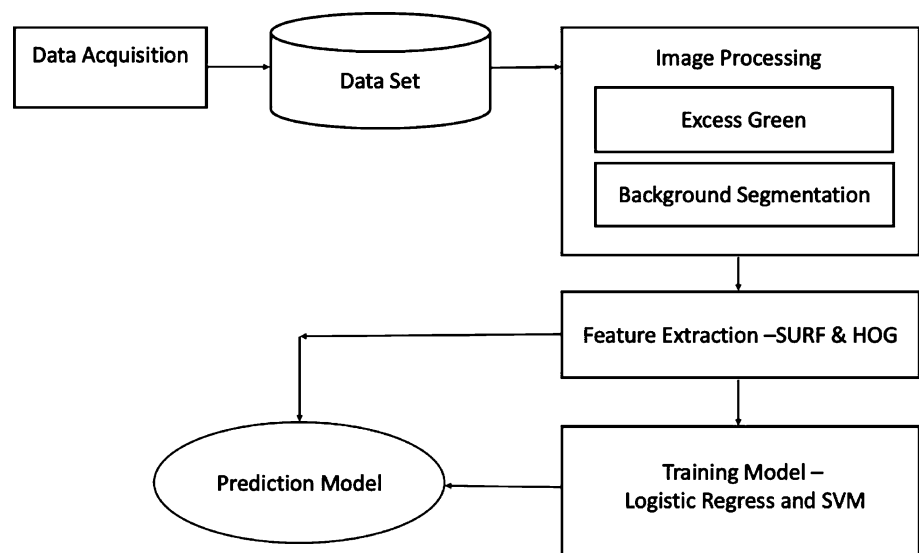 Data Acquisition
Data Set
Image Processing
Excess Green
Background Segmentation
Feature Extraction –SURF & HOG
Training Model –
Logistic Regress and SVM
Prediction Model